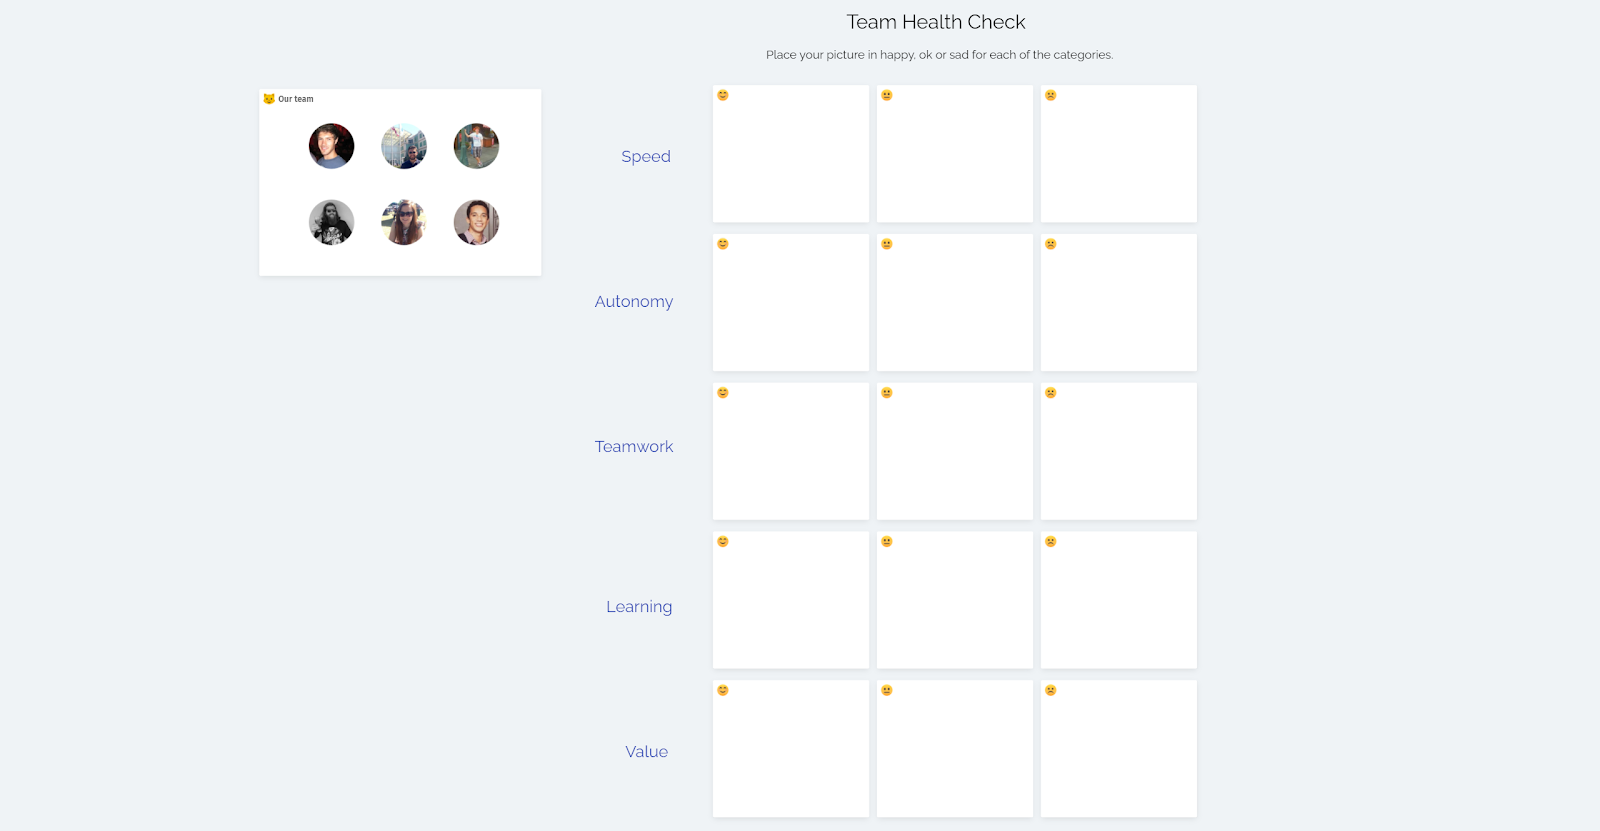 Team Health Check
Place your picture in happy, ok or sad for each of the categories.
Our team
Speed
Autonomy
Teamwork
Learning
Value